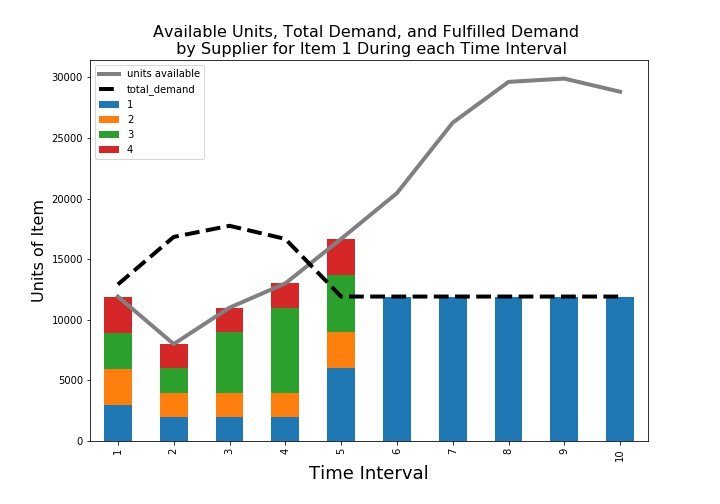 Available Units, Total Demand, and Fulfilled Demand
by Supplier for Item 1 During each Time Interval
units available
total_demand
1
2
3
4
30000
25000
20000
15000
10000
5000
0
Units of Item
1 2 3 4 5 6 7 8 9 10
Time Interval